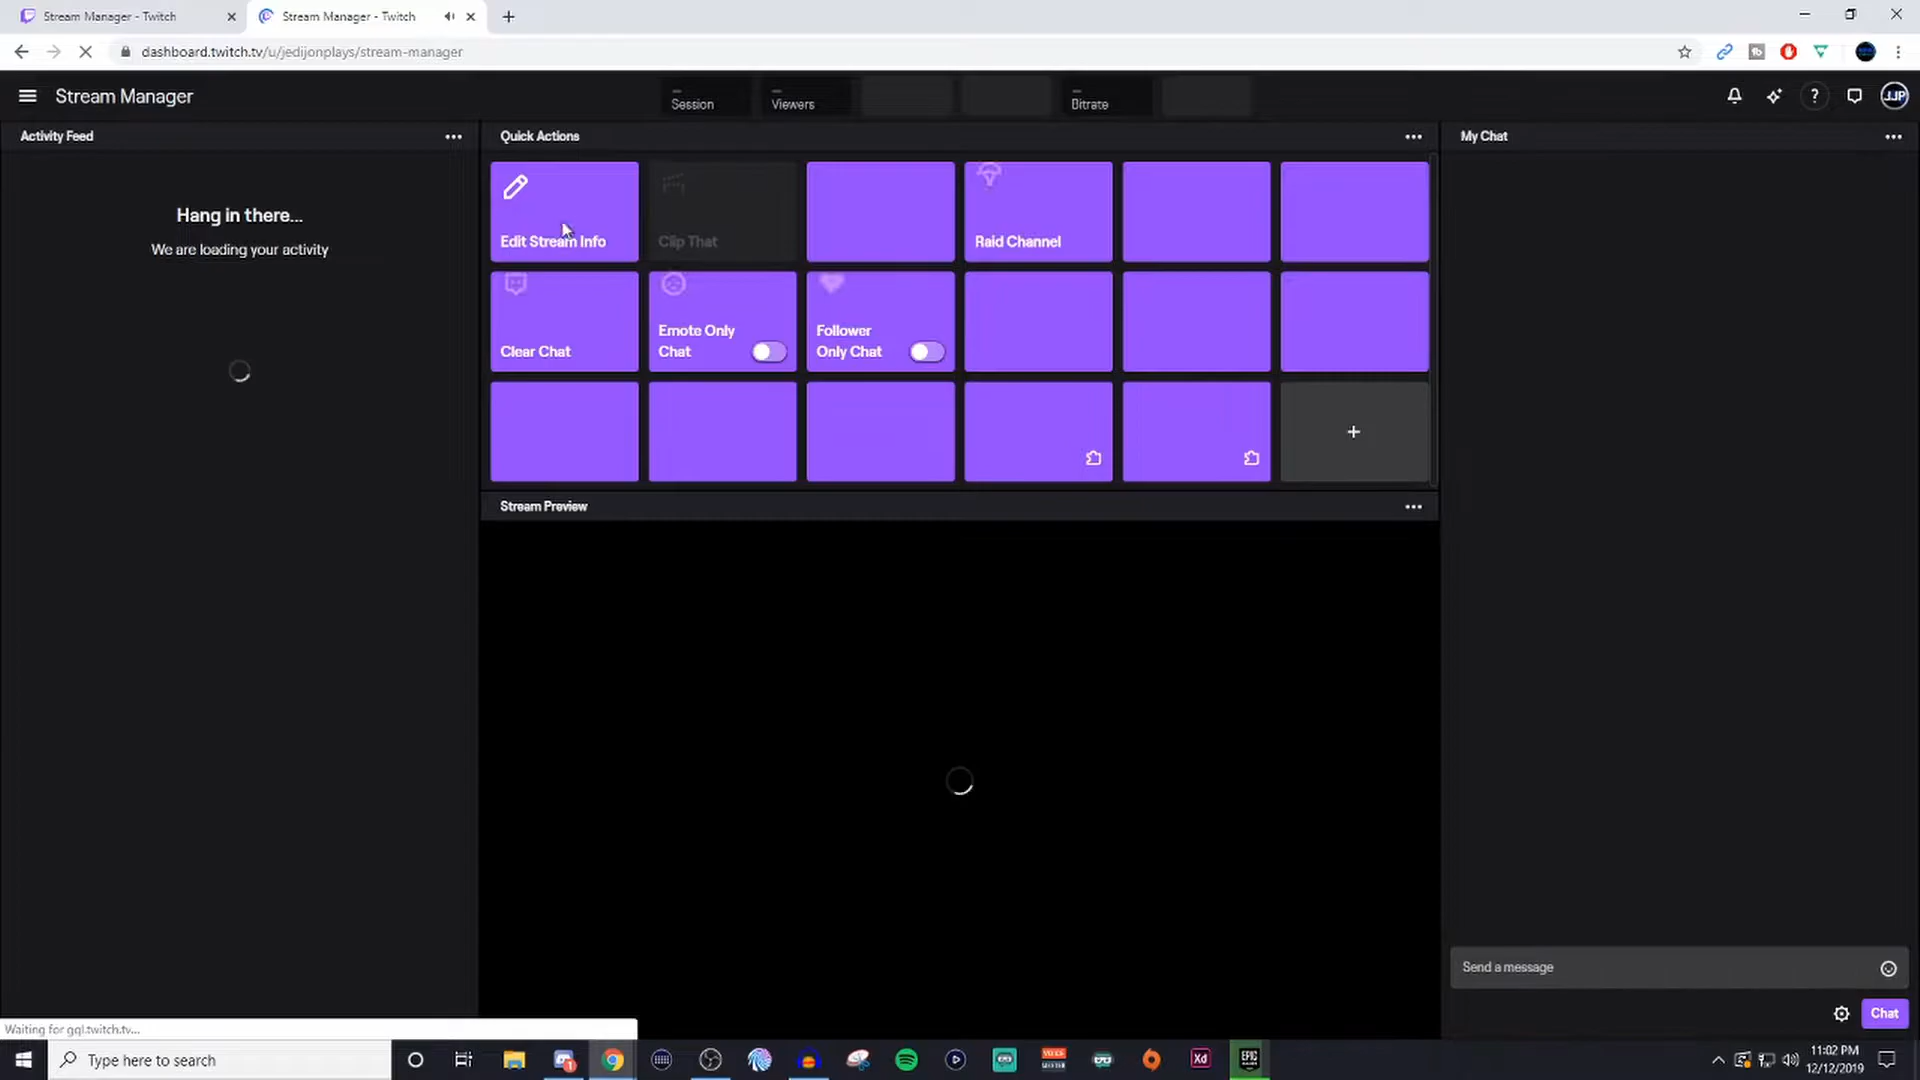 Stream Manager - Twitch
Stream Manager - Twitch
dashboard.twitch.tv/u/jedijonplays/stream-manager
Stream Manager
Session
Viewers
Bitrate
JJP
Activity Feed
Quick Actions
My Chat
Hang in there...
We are loading your activity
Edit Stream Info
Clip That
Raid Channel
Clear Chat
Emote Only
Chat
Follower
Only Chat
Stream Preview
Send a message
Chat
Waiting for gql.twitch.tv...
Type here to search
Xd
EPIC
11:02 PM
12/12/2019